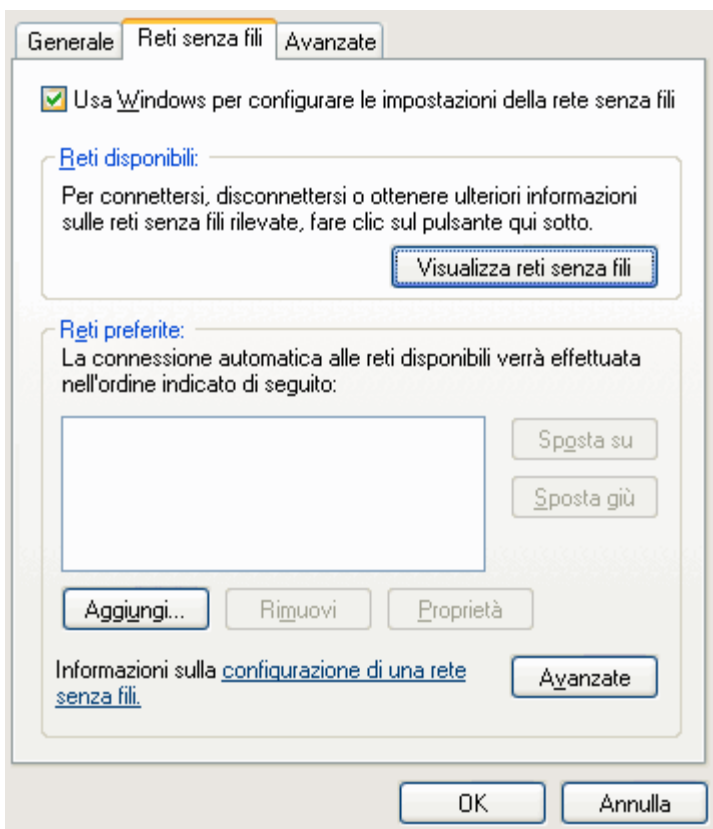 Generale Reti senza fili Avanzate
Usa Windows per configurare le impostazioni della rete senza fili
Reti disponibili:
Per connettersi, disconnettersi o ottenere ulteriori informazioni
sulle reti senza fili rilevate, fare clic sul pulsante qui sotto.
Visualizza reti senza fili
Reti preferite:
La connessione automatica alle reti disponibili verrà effettuata
nell'ordine indicato di seguito:
Sposta su
Sposta giù
Aggiungi... Rimuovi Proprietà
Informazioni sulla configurazione di una rete
senza fili.
Avanzate
OK Annulla